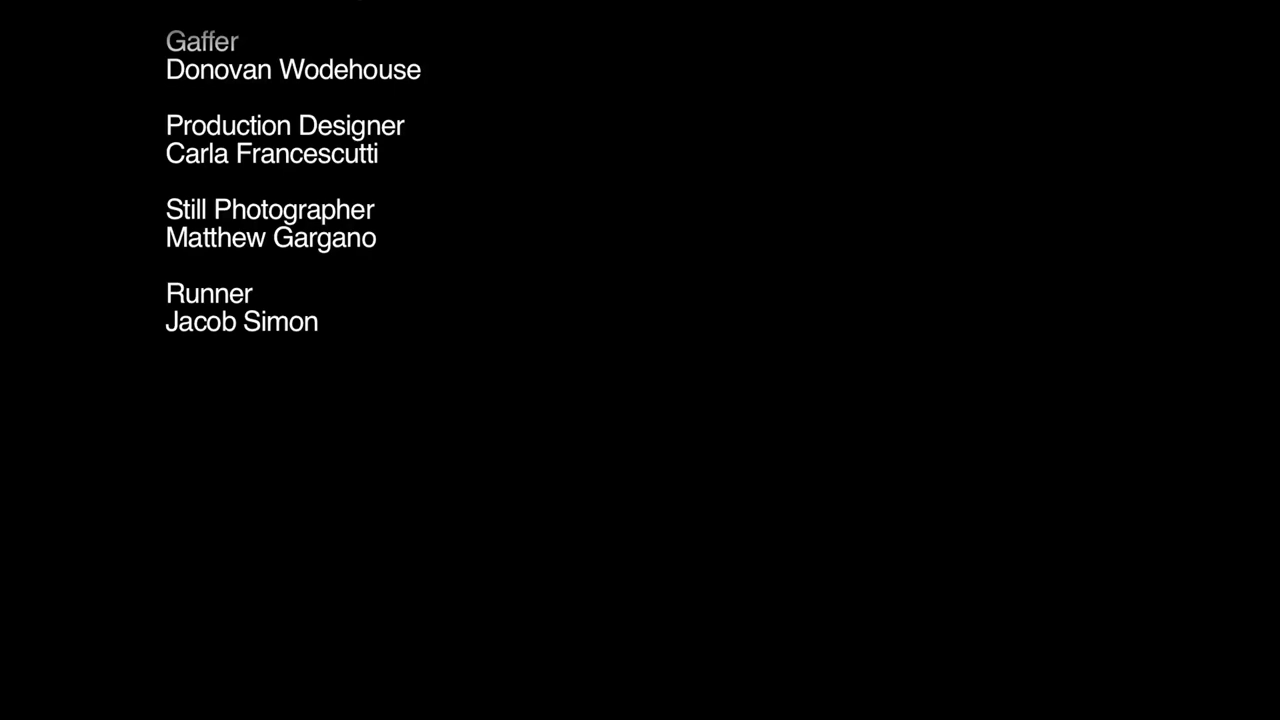 Gaffer
Donovan Wodehouse
Production Designer
Carla Francescutti
Still Photographer
Matthew Gargano
Runner
Jacob Simon